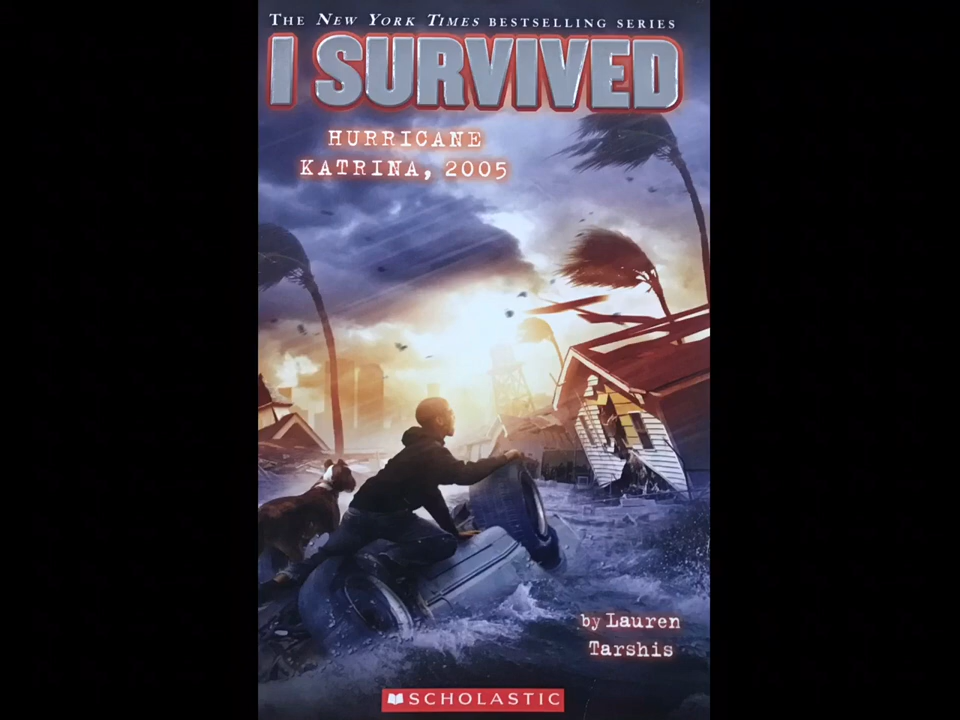 THE NEW YORK TIMES BESTSELLING SERIES
I SURVIVED
HURRICANE
KATRINA, 2005
by Lauren
Tarshis
SCHOLASTIC